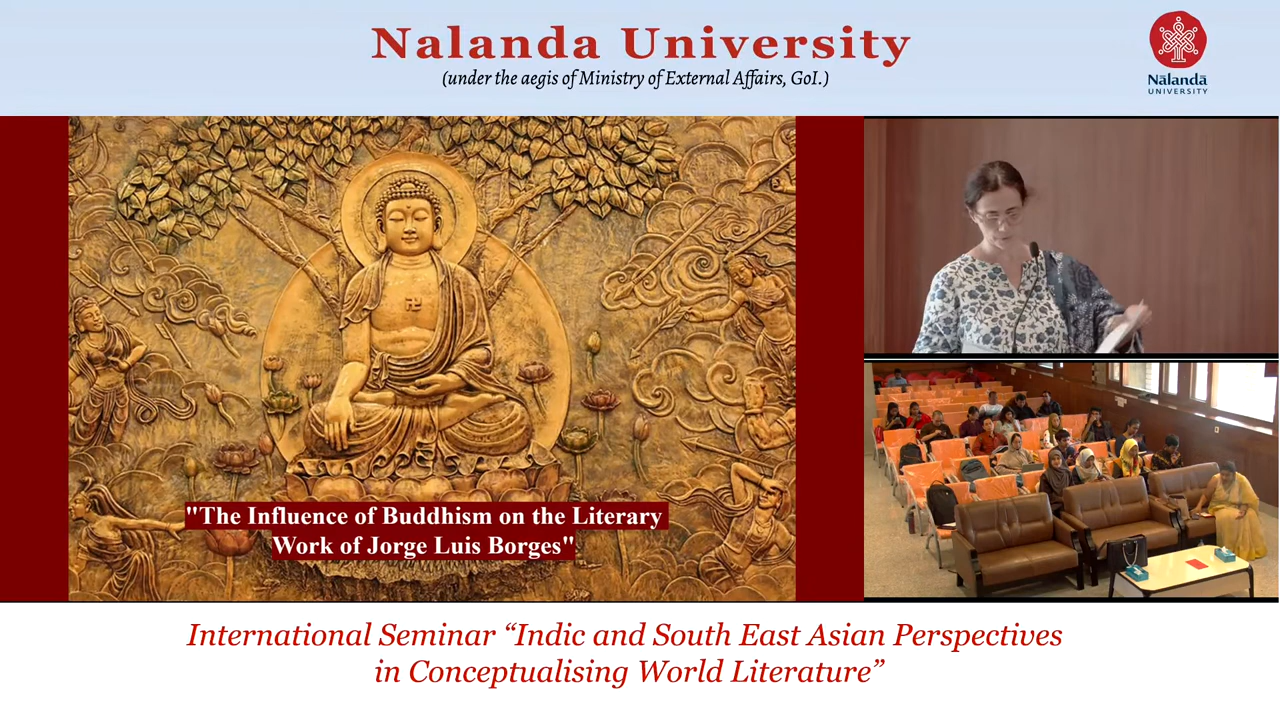 Nalanda University
(under the aegis of Ministry of External Affairs, GoI.)
Nālandā
UNIVERSITY
"The Influence of Buddhism on the Literary
Work of Jorge Luis Borges"
International Seminar “Indic and South East Asian Perspectives
in Conceptualising World Literature”